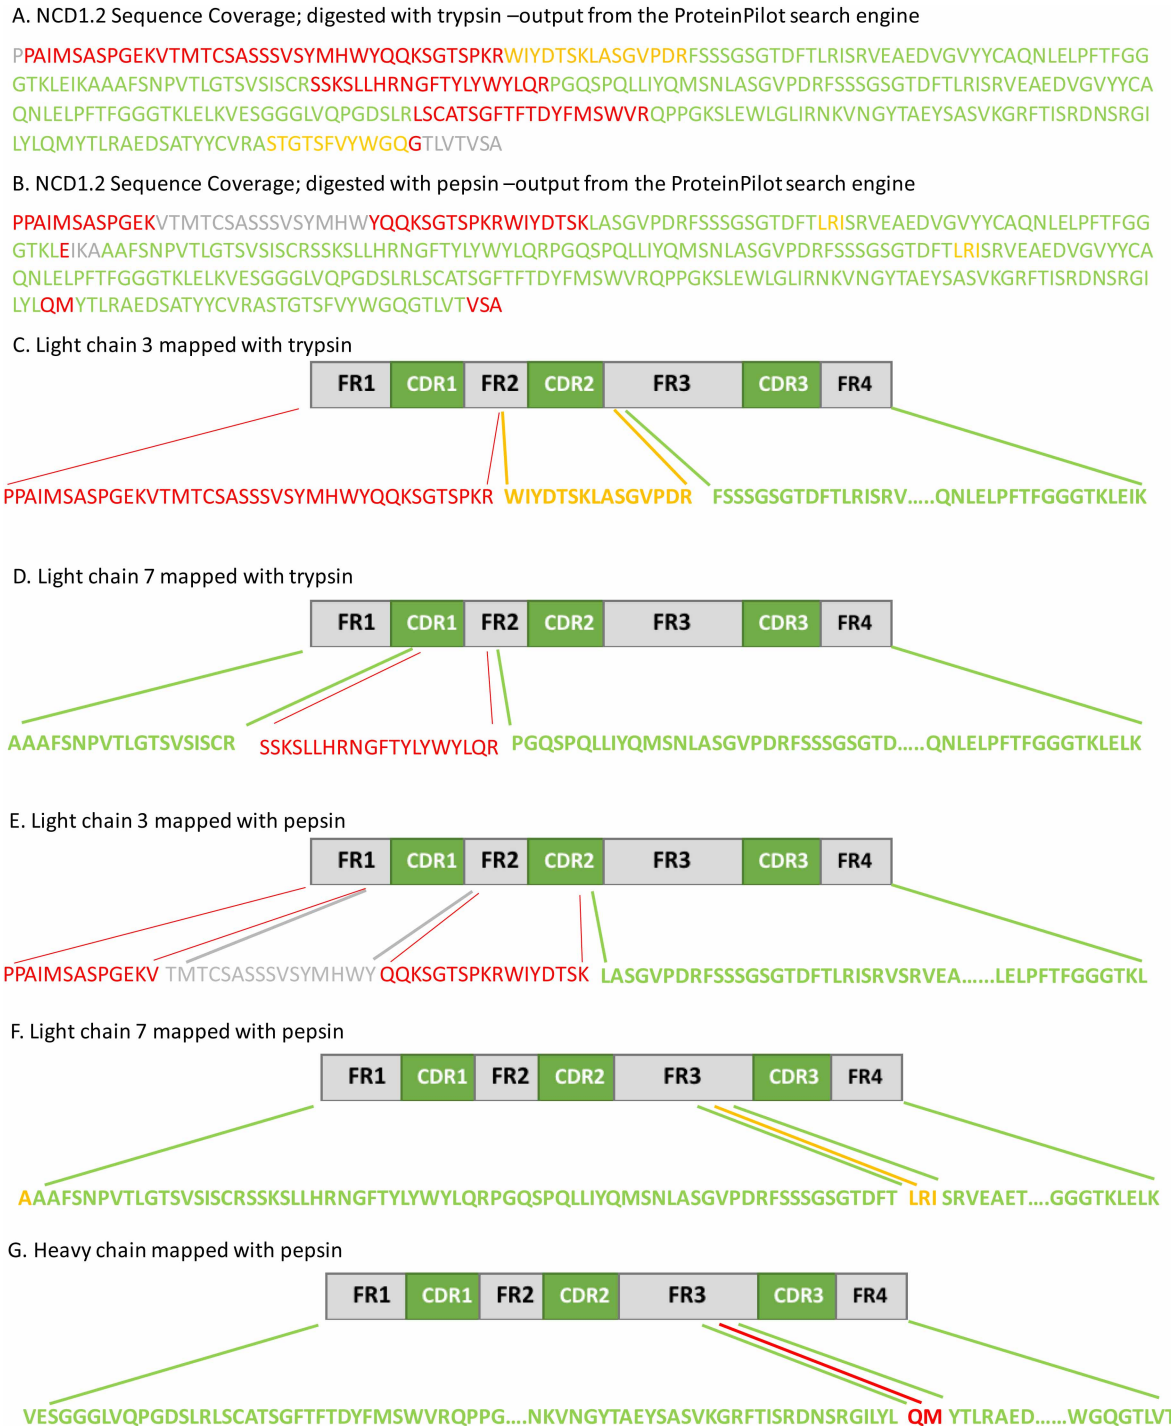 A. NCD1.2 Sequence Coverage; digested with trypsin –output from the ProteinPilot search engine
PPAIMSASPGEKVTMTCSASSSVSYMHWYQQKSGTSPKRWIYDTSKLASGVPDRFSSSGSGTDFTLRISRVEAEDVGVYYCAQNLELPFTFGG
GTKLEIKAAAFSNPVTLGTSVSISCRSSKSLLHRNGFTYLYWYLQRPGQSPQLLIYQMSNLASGVPDRFSSSGSGTDFTLRISRVEAEDVGVYYCA
QNLELPFTFGGGTKLELKVESGGGLVQPGDSLRLSCATSGFTFTDYFMSWVRQPPGKSLEWLGLIRNKVNGYTAEYSASVKGRFTISRDNSRGI
LYLQMYTLRAEDSATYYCVRASTGTSFVYWGQGTLVTVSA
B. NCD1.2 Sequence Coverage; digested with pepsin –output from the ProteinPilot search engine
PPAIMSASPGEKVTMTCSASSSVSYMHWYQQKSGTSPKRWIYDTSKLASGVPDRFSSSGSGTDFTLRISRVEAEDVGVYYCAQNLELPFTFGG
GTKLEIKAAAFSNPVTLGTSVSISCRSSKSLLHRNGFTYLYWYLQRPGQSPQLLIYQMSNLASGVPDRFSSSGSGTDFTLRISRVEAEDVGVYYCA
QNLELPFTFGGGTKLELKVESGGGLVQPGDSLRLSCATSGFTFTDYFMSWVRQPPGKSLEWLGLIRNKVNGYTAEYSASVKGRFTISRDNSRGI
LYLQMYTLRAEDSATYYCVRASTGTSFVYWGQGTLVTVSA
C. Light chain 3 mapped with trypsin
FR1 CDR1 FR2 CDR2 FR3 CDR3 FR4
PPAIMSASPGEKVTMTCSASSSVSYMHWYQQKSGTSPKR WIYDTSKLASGVPDR FSSSGSGTDFTLRISRV.....QNLELPFTFGGGTKLEIK
D. Light chain 7 mapped with trypsin
FR1 CDR1 FR2 CDR2 FR3 CDR3 FR4
AAAFSNPVTLGTSVSISCR SSKSLLHRNGFTYLYWYLQR PGQSPQLLIYQMSNLASGVPDRFSSSGSGTD.....QNLELPFTFGGGTKLELK
E. Light chain 3 mapped with pepsin
FR1 CDR1 FR2 CDR2 FR3 CDR3 FR4
PPAIMSASPGEKV TMTCSASSSVSYMHWY QQKSGTSPKRWIYDTSK LASGVPDRFSSSGSGTDFTLRISRVSRVEA......LELPFTFGGGTKL
F. Light chain 7 mapped with pepsin
FR1 CDR1 FR2 CDR2 FR3 CDR3 FR4
AAAFSNPVTLGTSVSISCRSSKSLLHRNGFTYLYWYLQRPGQSPQLLIYQMSNLASGVPDRFSSSGSGTDFT LRI SRVEAET....GGGTKLELK
G. Heavy chain mapped with pepsin
FR1 CDR1 FR2 CDR2 FR3 CDR3 FR4
VESGGGLVQPGDSLRLSCATSGFTFTDYFMSWVRQPPG....NKVNGYTAEYSASVKGRFTISRDNSRGILYL QM YTLRAED......WGQGTLVT